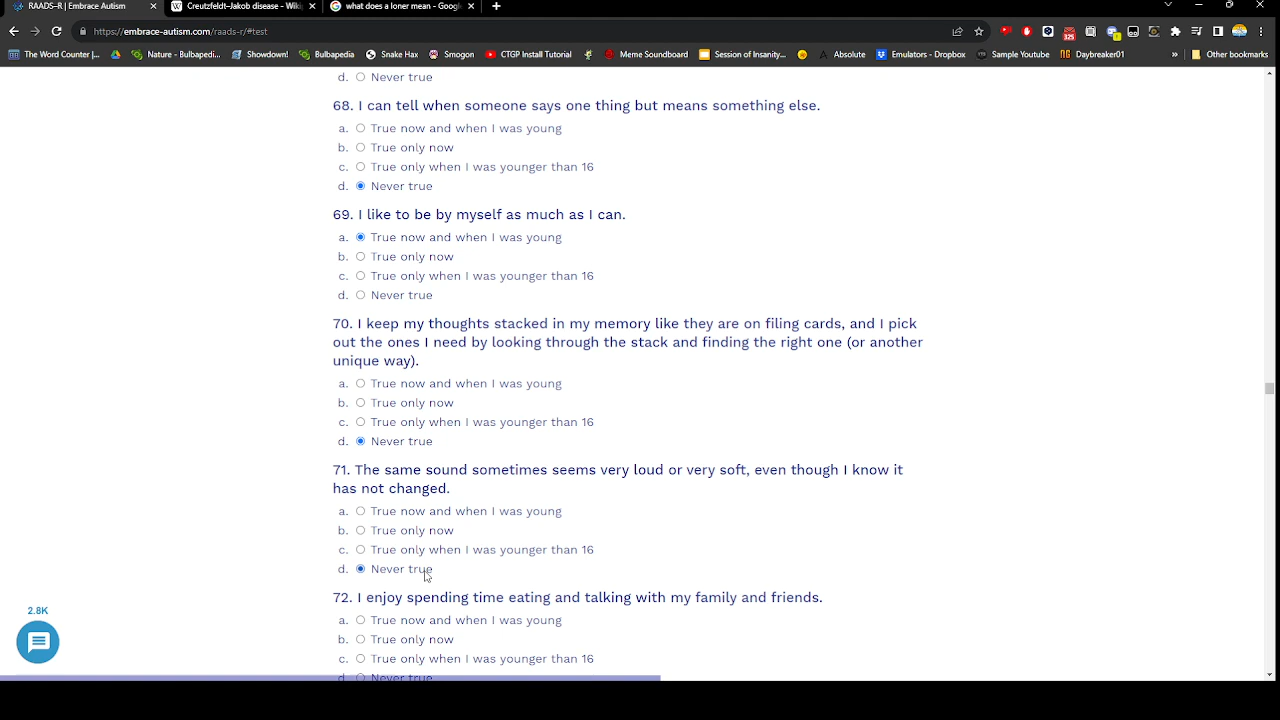 RAADS-R | Embrace Autism
Creutzfeldt–Jakob disease - Wiki
what does a loner mean - Googl
https://embrace-autism.com/raads-r/#test
325
The Word Counter |...
Nature - Bulbapedi...
Showdown!
Bulbapedia
Snake Hax
Smogon
CTGP Install Tutorial
Meme Soundboard
Session of Insanity...
Absolute
Emulators - Dropbox
Sample Youtube
Daybreaker01
»
Other bookmarks
d. Never true
68. I can tell when someone says one thing but means something else.
a. True now and when I was young
b. True only now
c. True only when I was younger than 16
d. Never true
69. I like to be by myself as much as I can.
a. True now and when I was young
b. True only now
c. True only when I was younger than 16
d. Never true
70. I keep my thoughts stacked in my memory like they are on filing cards, and I pick
out the ones I need by looking through the stack and finding the right one (or another
unique way).
a. True now and when I was young
b. True only now
c. True only when I was younger than 16
d. Never true
71. The same sound sometimes seems very loud or very soft, even though I know it
has not changed.
a. True now and when I was young
b. True only now
c. True only when I was younger than 16
d. Never true
72. I enjoy spending time eating and talking with my family and friends.
a. True now and when I was young
b. True only now
c. True only when I was younger than 16
d. Never true
2.8K